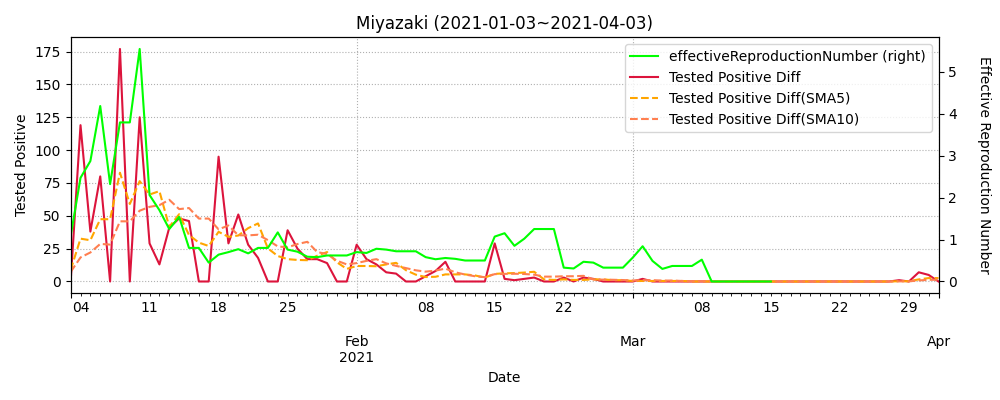 Miyazaki (2021-01-03~2021-04-03)
effectiveReproductionNumber (right)
Tested Positive Diff
Tested Positive Diff(SMA5)
Tested Positive Diff(SMA10)
Tested Positive
175
150
125
100
75
50
25
0
5
4
3
2
1
0
Effective Reproduction Number
04 11 18 25 08 15 22 08 15 22 29
Feb Mar Apr
2021
Date